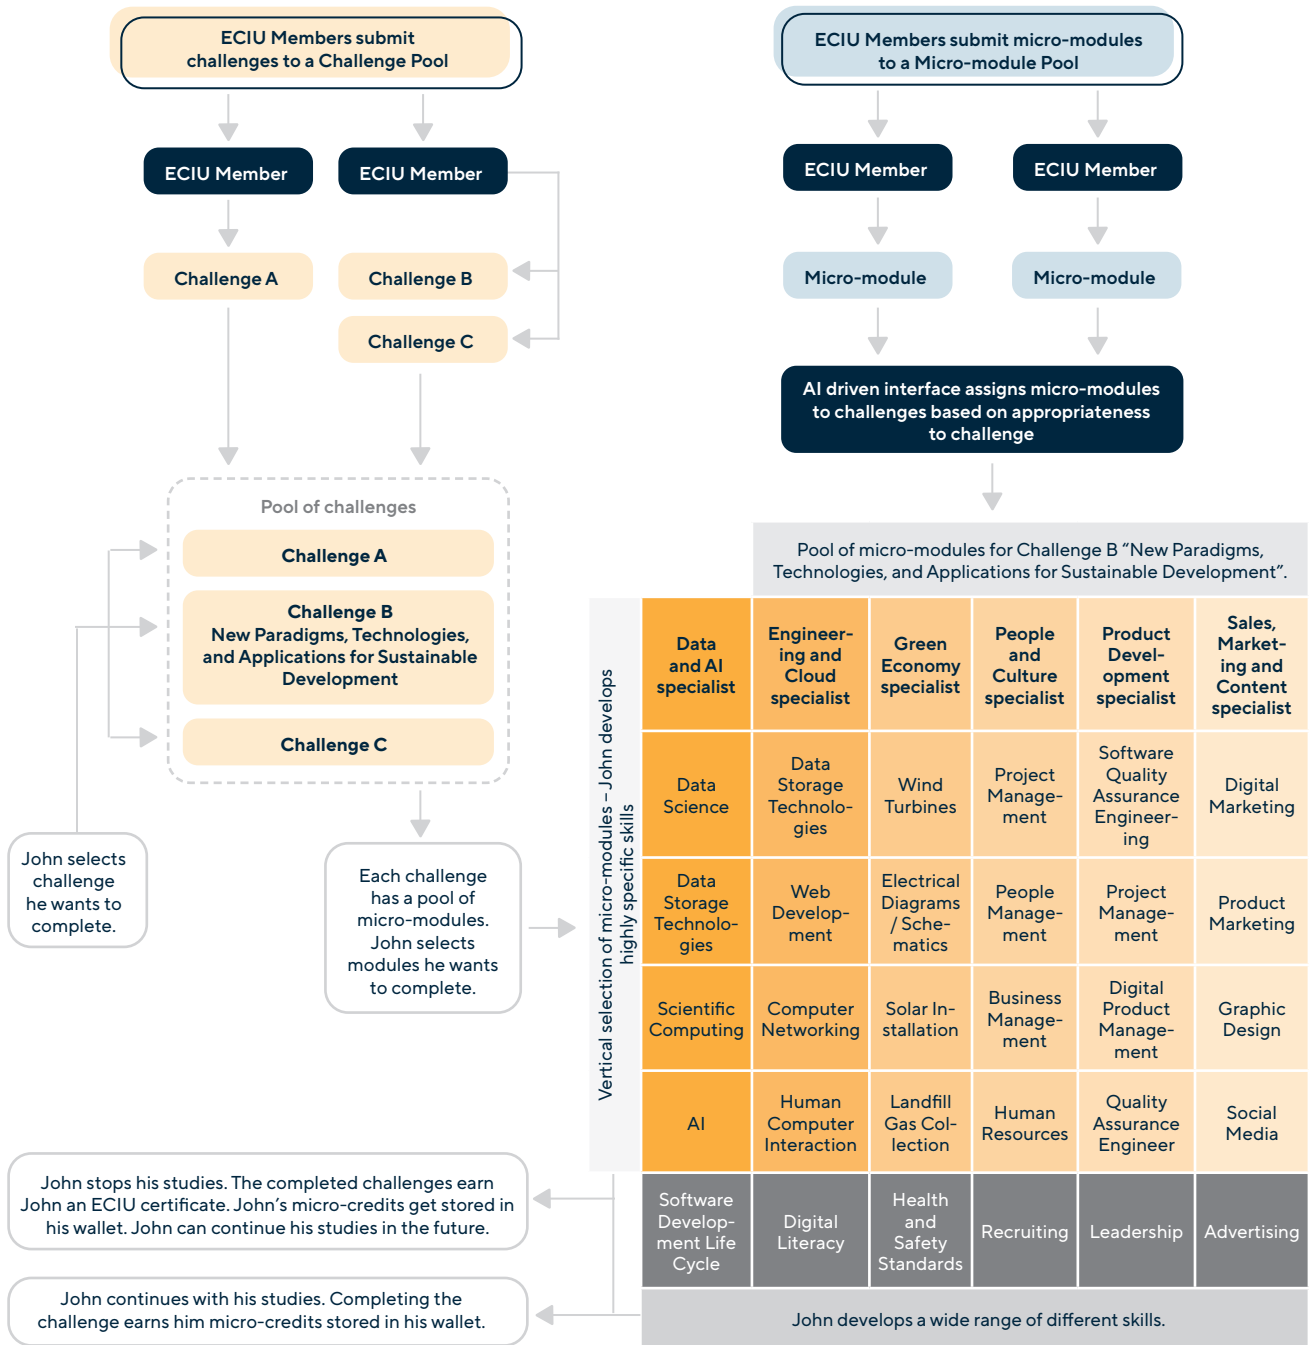 ECIU Members submit
challenges to a Challenge Pool
ECIU Members submit micro-modules
to a Micro-module Pool
ECIU Member
ECIU Member
ECIU Member
ECIU Member
Challenge A
Challenge B
Challenge C
Micro-module
Micro-module
AI driven interface assigns micro-modules
to challenges based on appropriateness
to challenge
Pool of challenges
Challenge A
Challenge B
New Paradigms, Technologies,
and Applications for Sustainable
Development
Challenge C
John selects
challenge
he wants to
complete.
Each challenge
has a pool of
micro-modules.
John selects
modules he wants
to complete.
Pool of micro-modules for Challenge B “New Paradigms,
Technologies, and Applications for Sustainable Development”.
Vertical selection of micro-modules – John develops
highly specific skills
Data
and AI
specialist
Engineer-
ing and
Cloud
specialist
Green
Economy
specialist
People
and
Culture
specialist
Product
Devel-
opment
specialist
Sales,
Market-
ing and
Content
specialist
Data
Science
Data
Storage
Technolo-
gies
Wind
Turbines
Project
Manage-
ment
Software
Quality
Assurance
Engineer-
ing
Digital
Marketing
Data
Storage
Technolo-
gies
Web
Develop-
ment
Electrical
Diagrams
/ Sche-
matics
People
Manage-
ment
Project
Manage-
ment
Product
Marketing
Scientific
Computing
Computer
Networking
Solar In-
stallation
Business
Manage-
ment
Digital
Product
Manage-
ment
Graphic
Design
AI
Human
Computer
Interaction
Landfill
Gas Col-
lection
Human
Resources
Quality
Assurance
Engineer
Social
Media
Software
Develop-
ment Life
Cycle
Digital
Literacy
Health
and
Safety
Standards
Recruiting
Leadership
Advertising
John develops a wide range of different skills.
John stops his studies. The completed challenges earn
John an ECIU certificate. John’s micro-credits get stored in
his wallet. John can continue his studies in the future.
John continues with his studies. Completing the
challenge earns him micro-credits stored in his wallet.